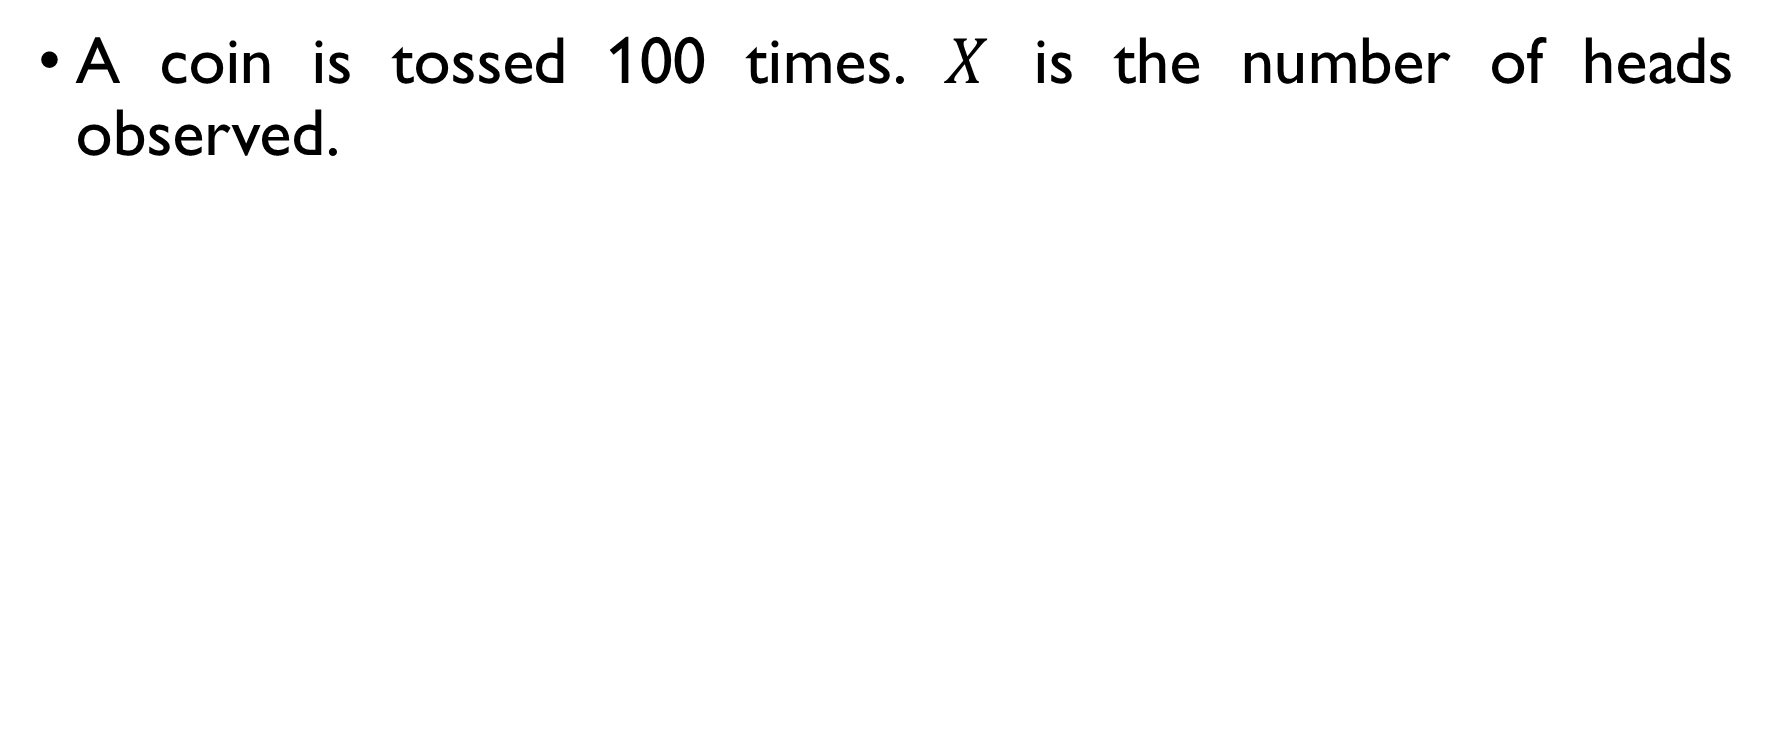 • A coin is tossed 100 times. X is the number of heads
observed.